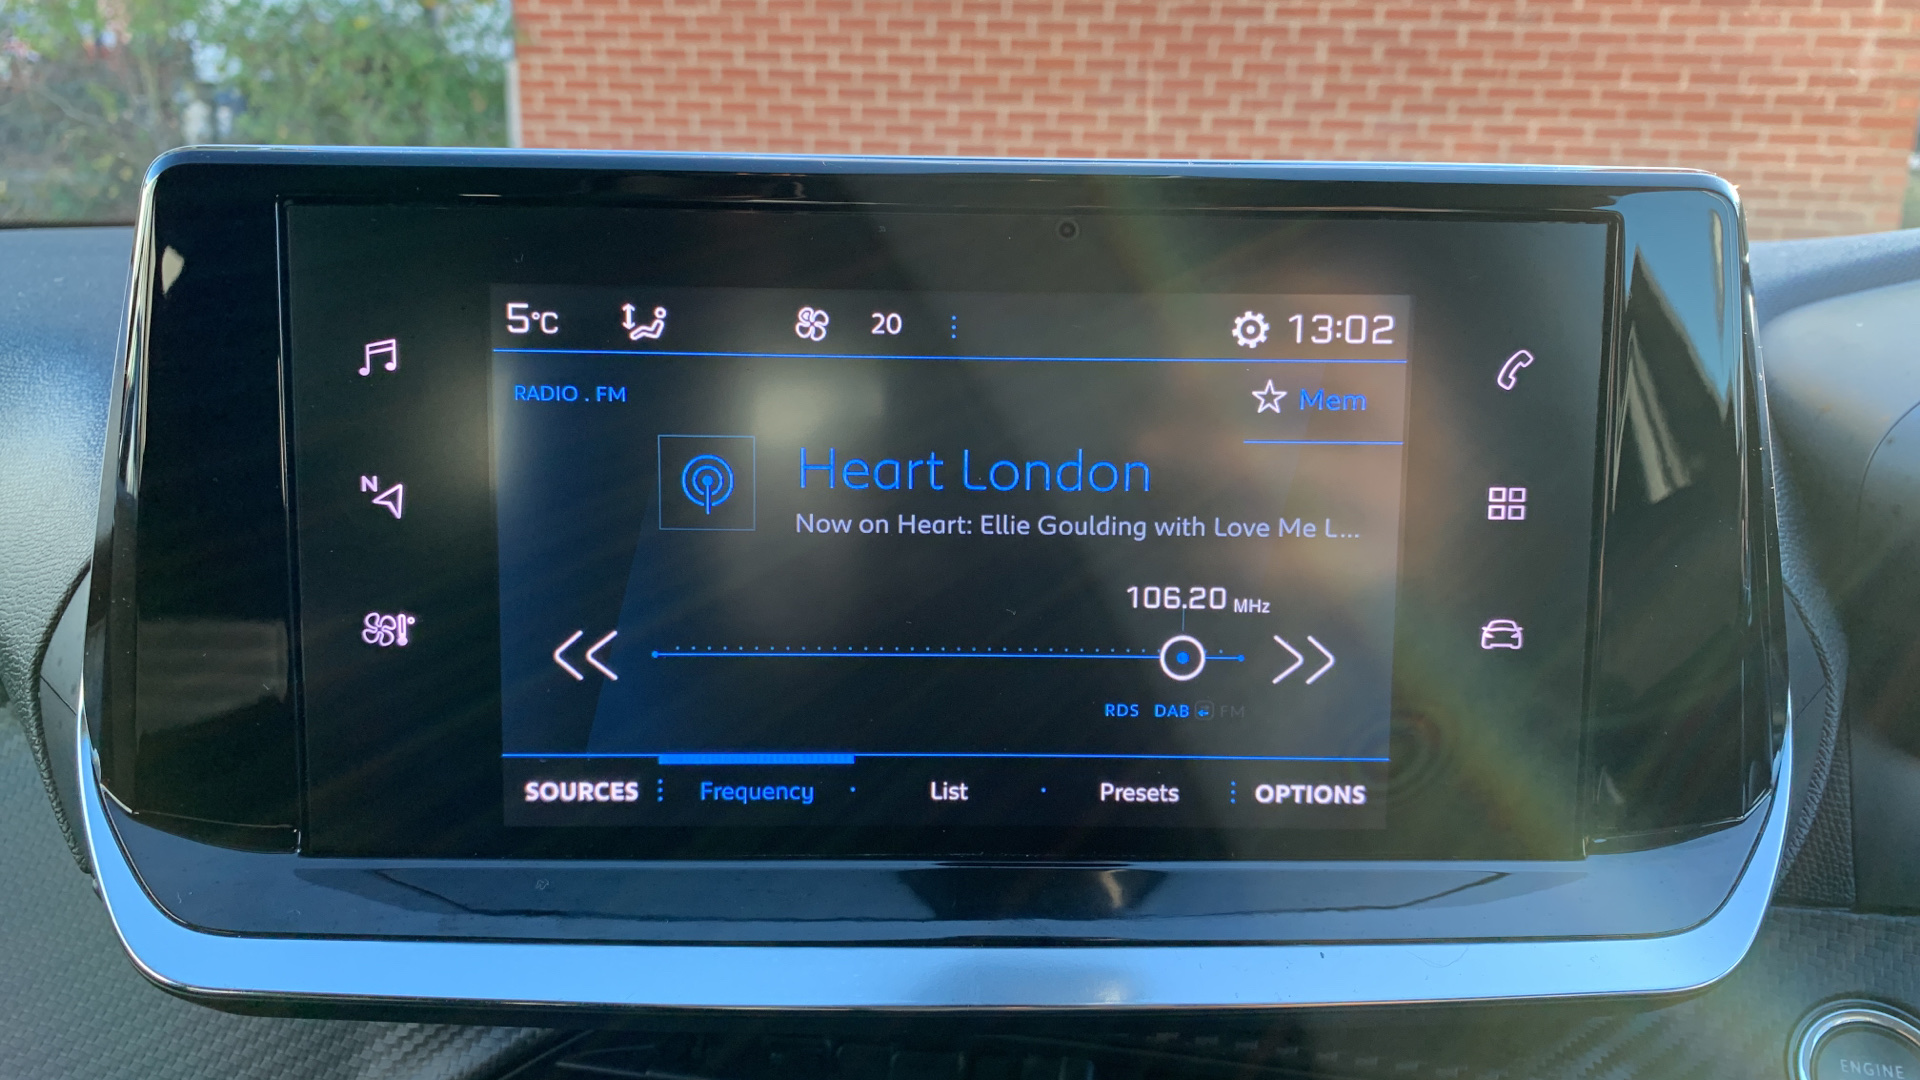 5°C 20 13:02
RADIO . FM
Mem
Heart London
Now on Heart: Ellie Goulding with Love Me L...
N
106.20 MHz
RDS DAB FM
SOURCES Frequency List Presets OPTIONS
ENGINE